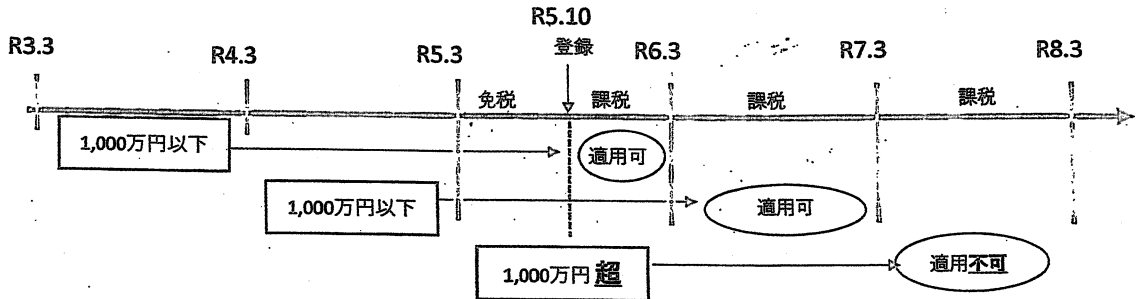 R5.10
R3.3
R4.3
R5.3
登録
R6.3
R7.3
R8.3
免税
課税
課税
課税
1,000万円以下
適用可
1,000万円以下
適用可
1,000万円超
適用不可